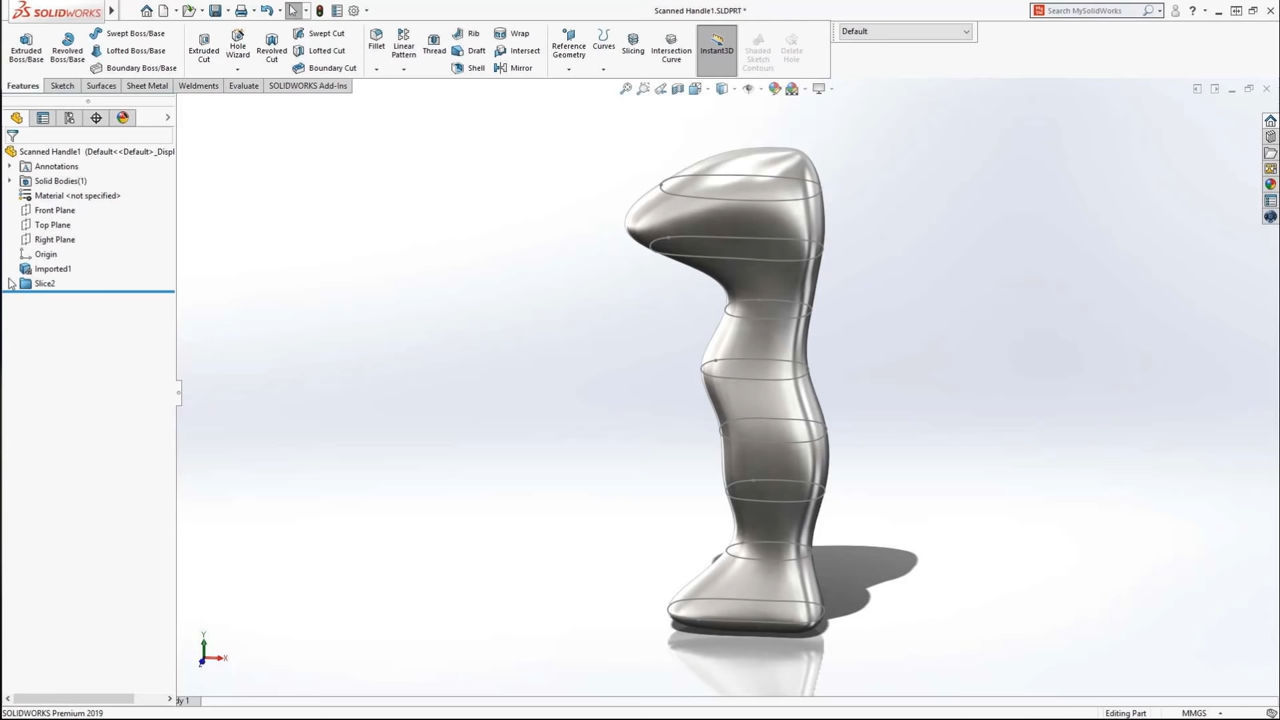 SOLIDWORKS
Scanned Handle1.SLDPRT *
Search MySolidWorks
Extruded Boss/Base
Revolved Boss/Base
Swept Boss/Base
Lofted Boss/Base
Boundary Boss/Base
Extruded Cut
Hole Wizard
Revolved Cut
Swept Cut
Lofted Cut
Boundary Cut
Fillet
Linear Pattern
Thread
Rib
Draft
Shell
Wrap
Intersect
Mirror
Reference Geometry
Curves
Slicing
Intersection Curve
Instant3D
Shaded Sketch Contours
Delete Hole
Default
Features
Sketch
Surfaces
Sheet Metal
Weldments
Evaluate
SOLIDWORKS Add-Ins
Scanned Handle1 (Default<<Default>_Displ
Annotations
Solid Bodies(1)
Material <not specified>
Front Plane
Top Plane
Right Plane
Origin
Imported1
Slice2
Y
X
Z
dy 1
SOLIDWORKS Premium 2019
Editing Part
MMGS